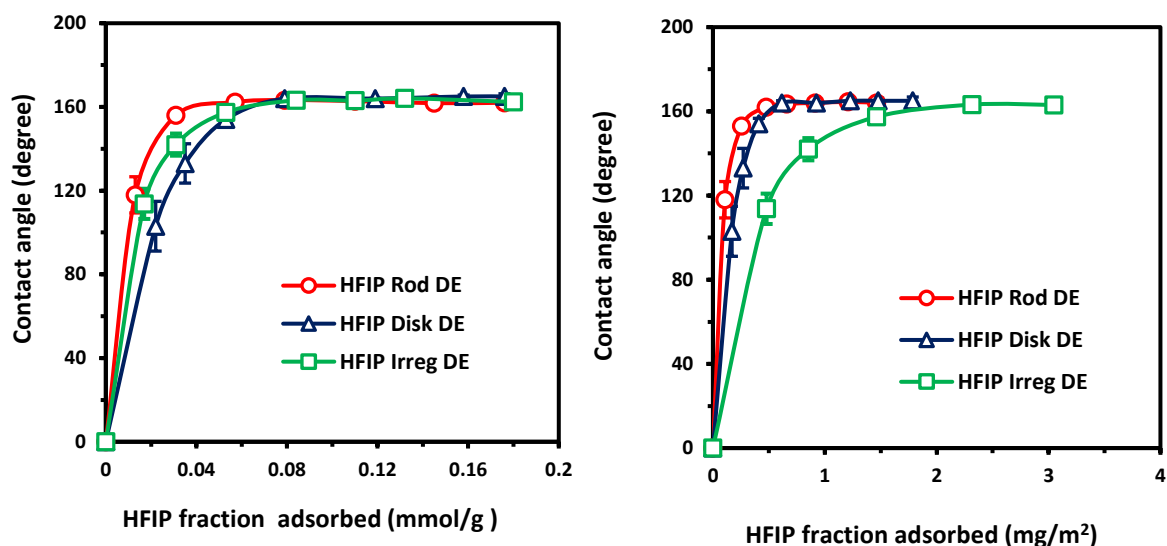 Contact angle (degree)
200
160
120
80
40
0
HFIP Rod DE
HFIP Disk DE
HFIP Irreg DE
0 0.04 0.08 0.12 0.16 0.2
HFIP fraction adsorbed (mmol/g )
Contact angle (degree)
200
160
120
80
40
0
HFIP Rod DE
HFIP Disk DE
HFIP Irreg DE
0 1 2 3 4
HFIP fraction adsorbed (mg/m²)